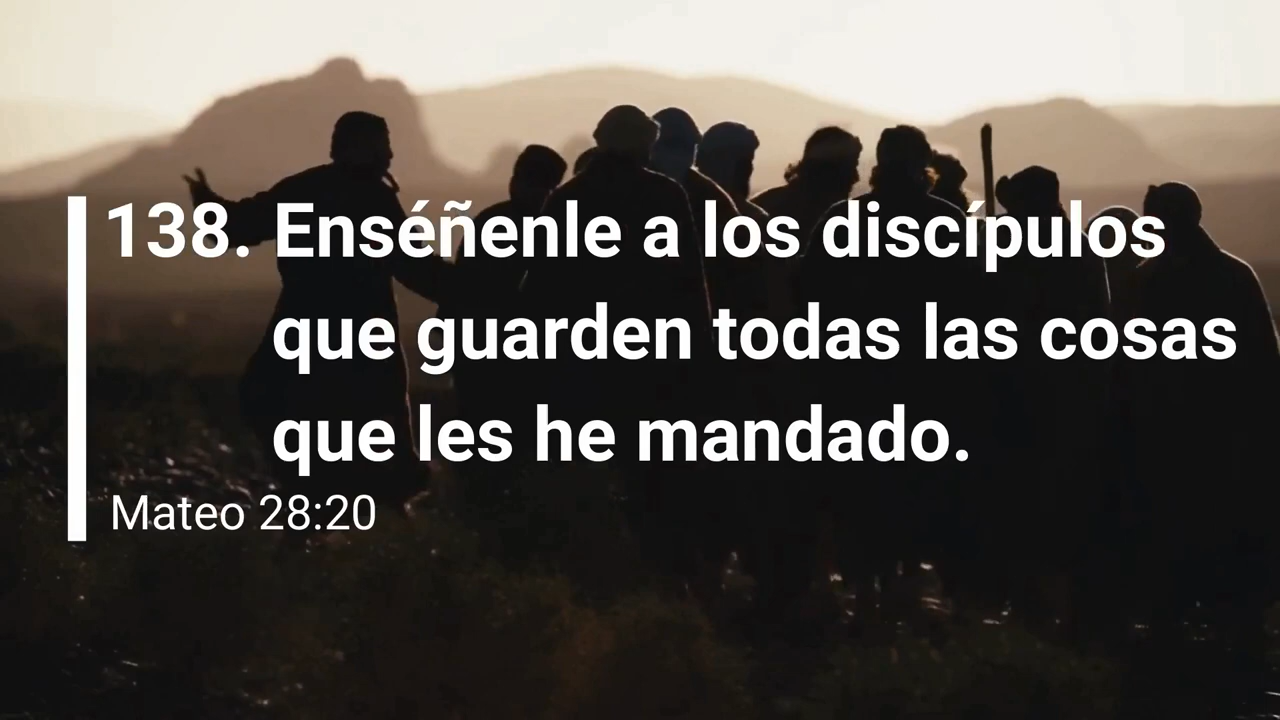 138. Enséñenle a los discípulos
que guarden todas las cosas
que les he mandado.
Mateo 28:20